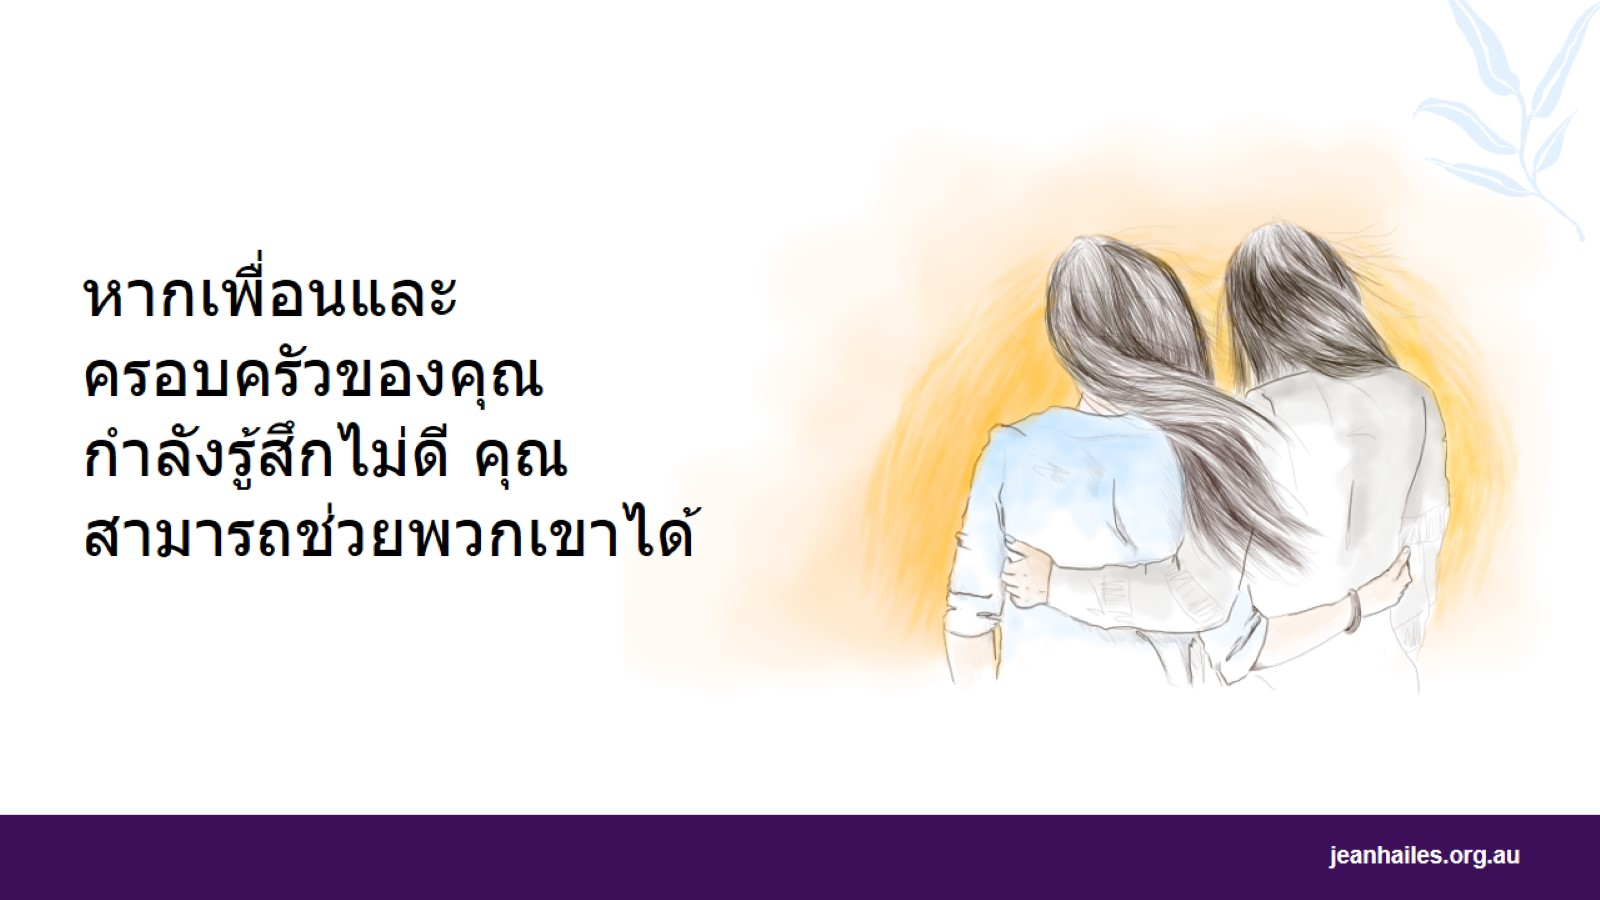 หากเพื่อนและ
ครอบครัวของคุณ
กำลังรู้สึกไม่ดี คุณ
สามารถช่วยพวกเขาได้
jeanhailes.org.au